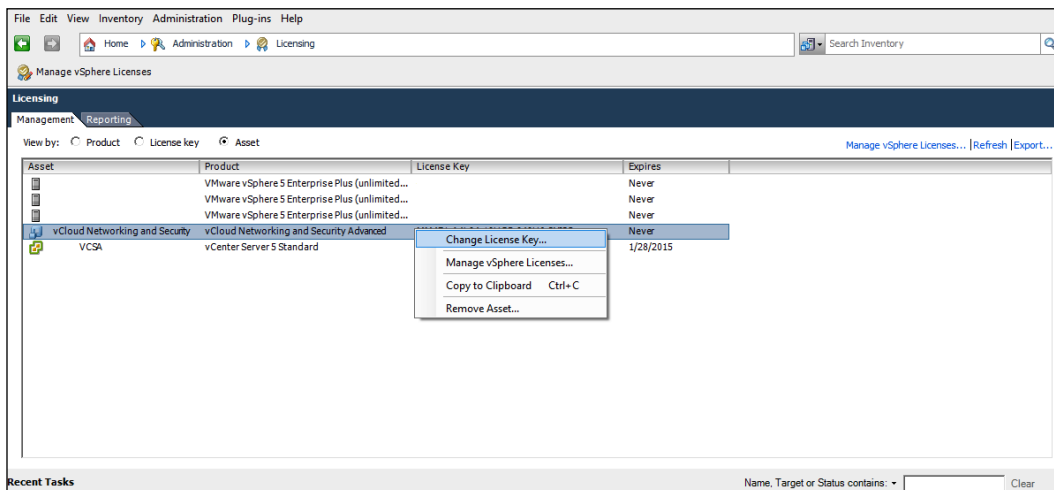 File Edit View Inventory Administration Plug-ins Help
Home Administration Licensing Search Inventory
Manage vSphere Licenses
Licensing
Management Reporting
View by: Product License key Asset Manage vSphere Licenses... Refresh Export...
Asset Product License Key Expires
VMware vSphere 5 Enterprise Plus (unlimited... Never
VMware vSphere 5 Enterprise Plus (unlimited... Never
VMware vSphere 5 Enterprise Plus (unlimited... Never
vCloud Networking and Security vCloud Networking and Security Advanced Never
VCSA vCenter Server 5 Standard 1/28/2015
Change License Key...
Manage vSphere Licenses...
Copy to Clipboard Ctrl+C
Remove Asset...
Recent Tasks Name, Target or Status contains: Clear